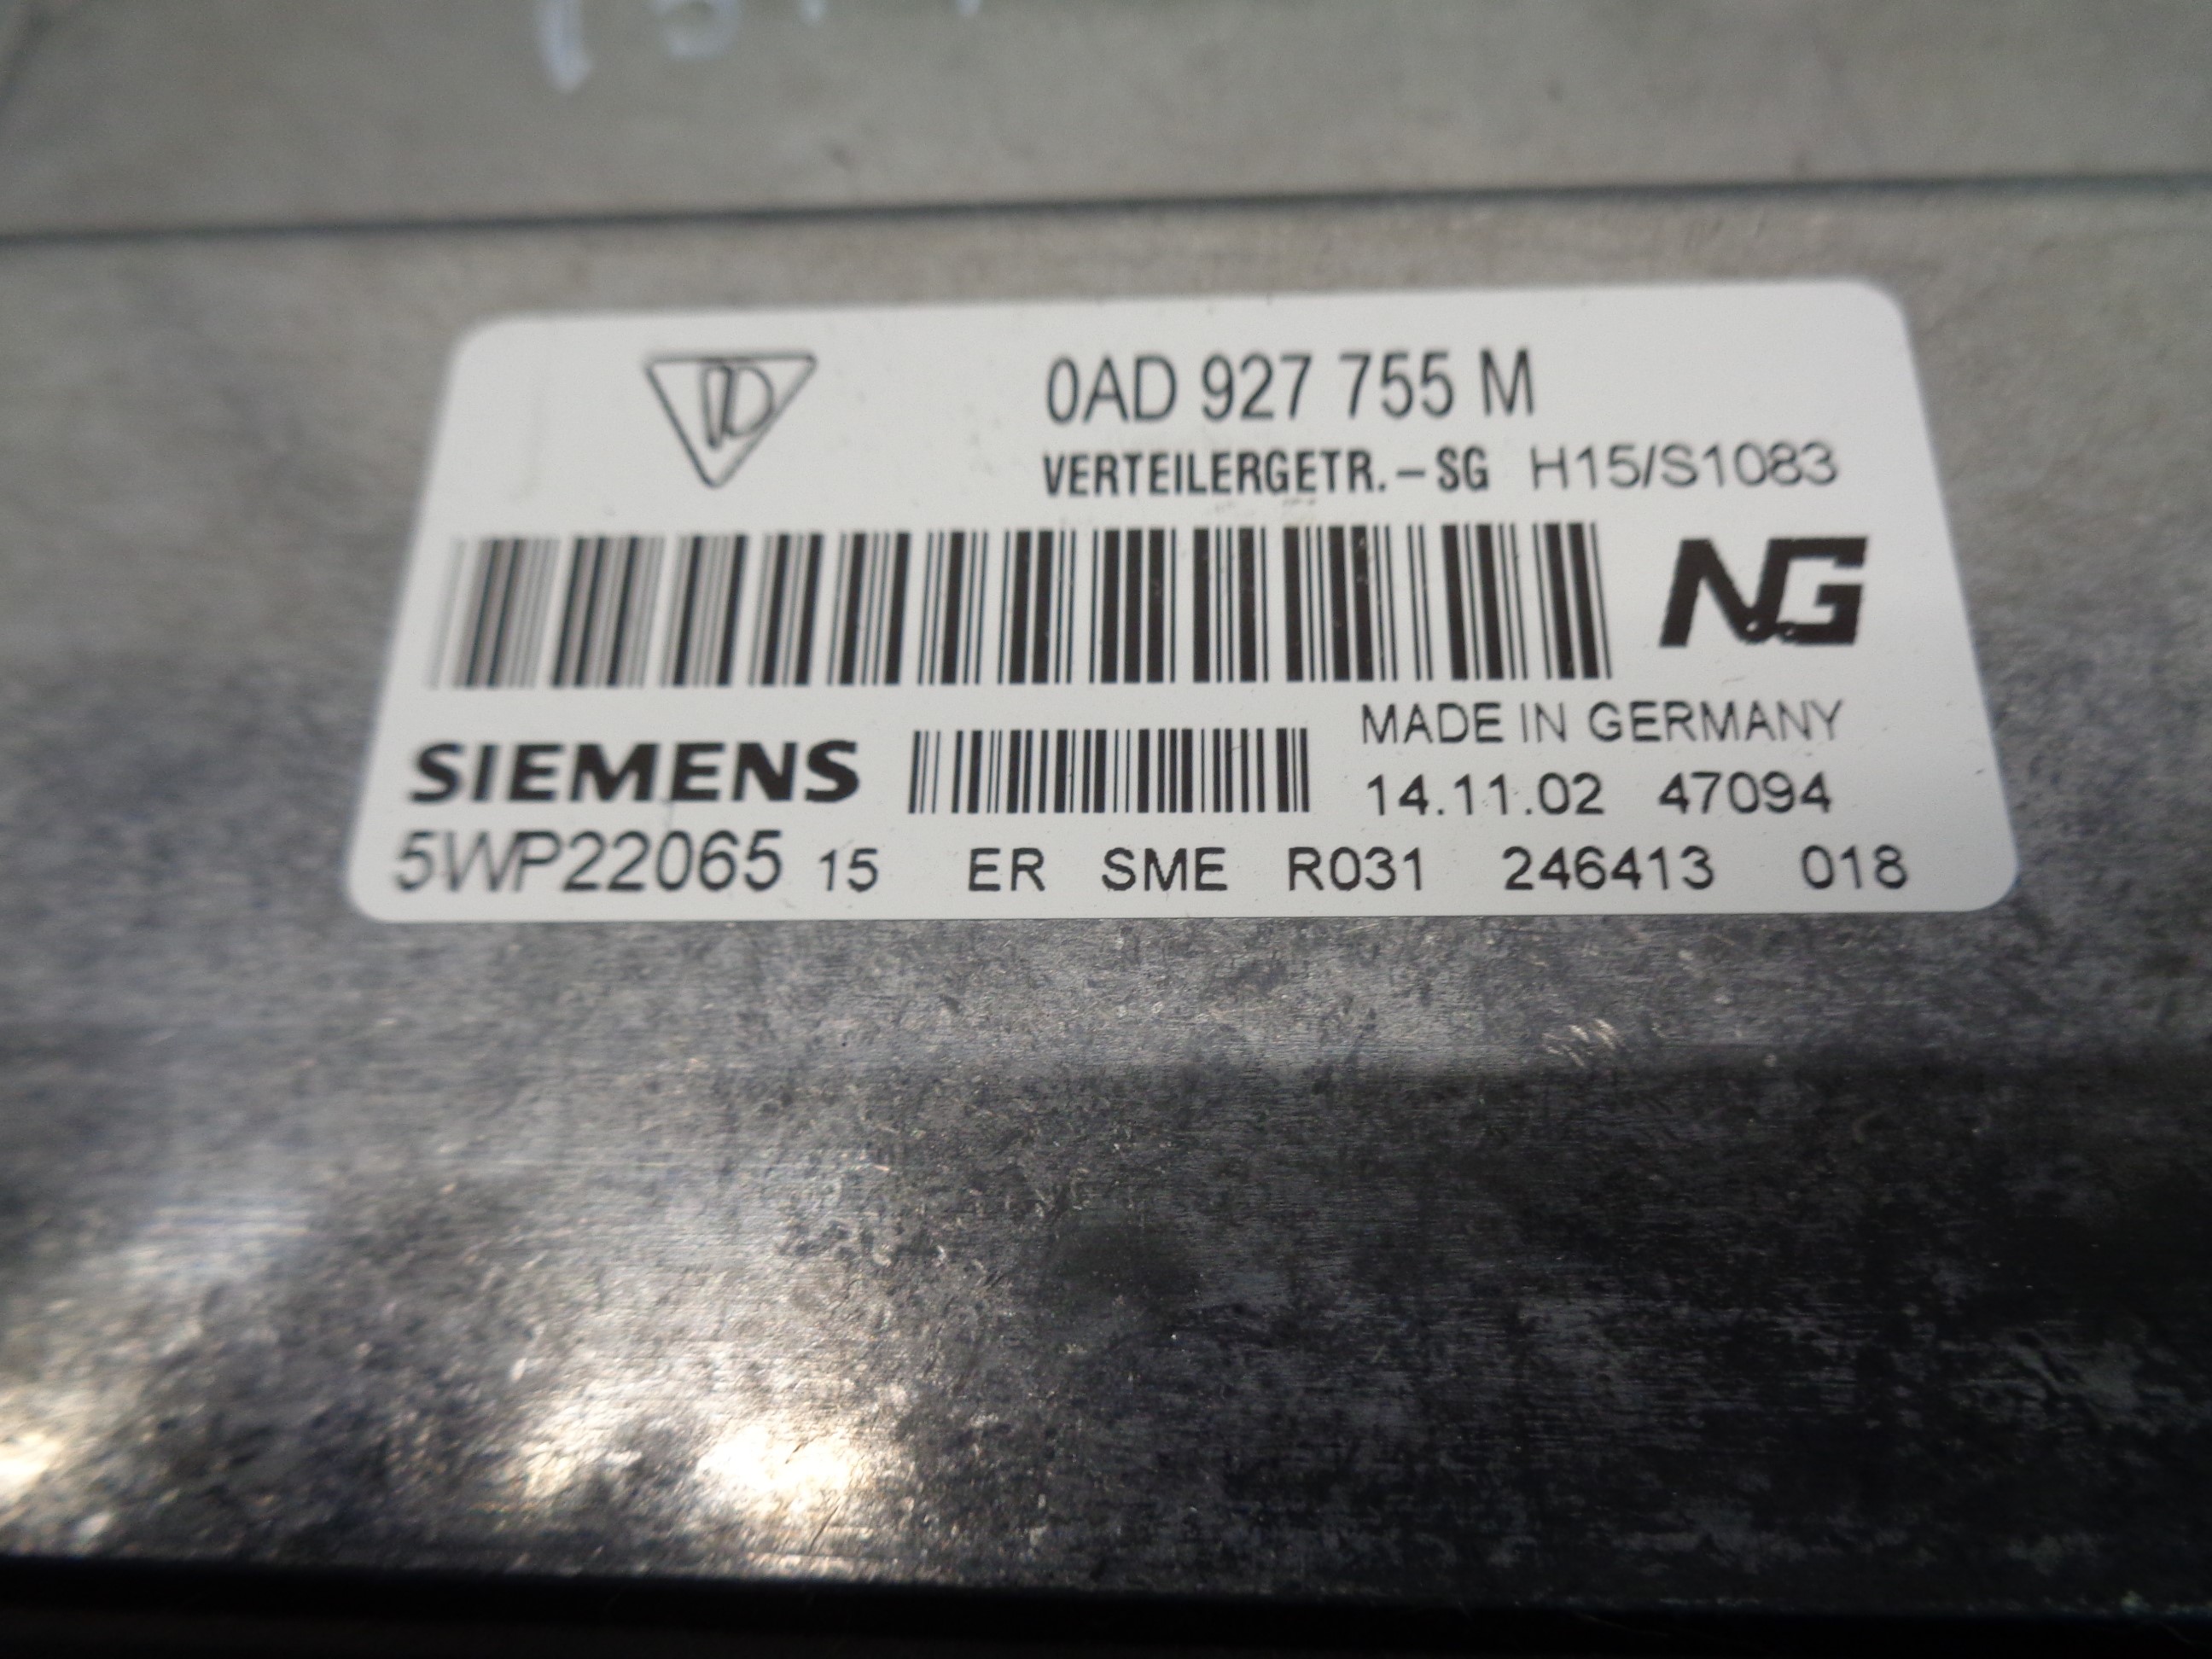 0AD 927 755 M
VERTEILERGETR.-SG H15/S1083
NG
MADE IN GERMANY
SIEMENS
14.11.02 47094
5WP22065 15 ER SME R031 246413 018